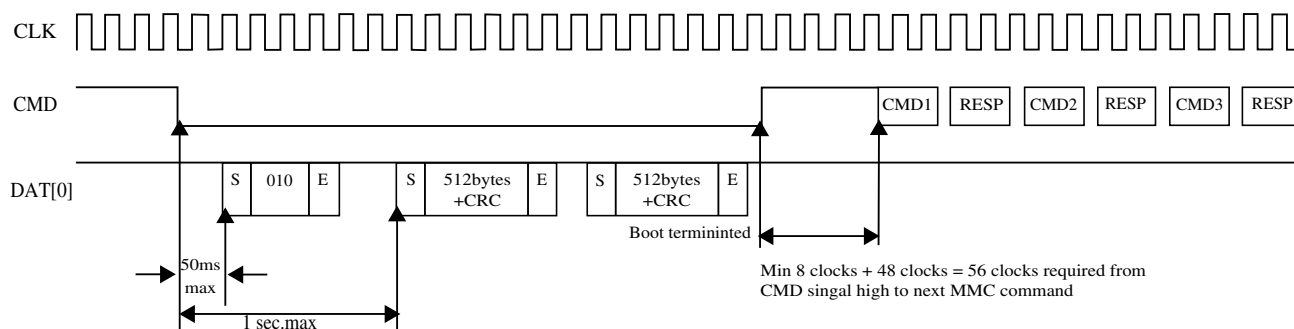 CLK
CMD
CMD1 RESP CMD2 RESP CMD3 RESP
DAT[0]
S 010 E S 512bytes +CRC E S 512bytes +CRC E
Boot termininted
50ms
max
1 sec.max
Min 8 clocks + 48 clocks = 56 clocks required from
CMD singal high to next MMC command